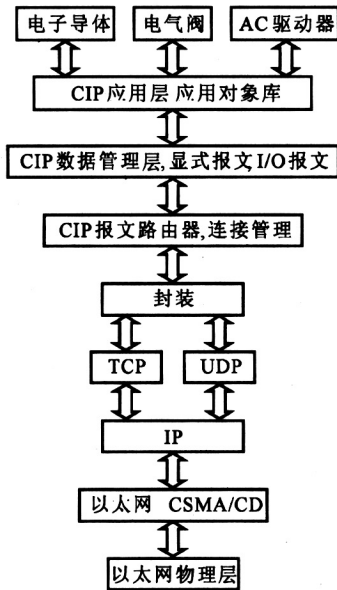 电子导体
电气阀
AC驱动器
CIP应用层 应用对象库
CIP数据管理层,显式报文 I/O报文
CIP报文路由器,连接管理
封装
TCP
UDP
IP
以太网 CSMA/CD
以太网物理层